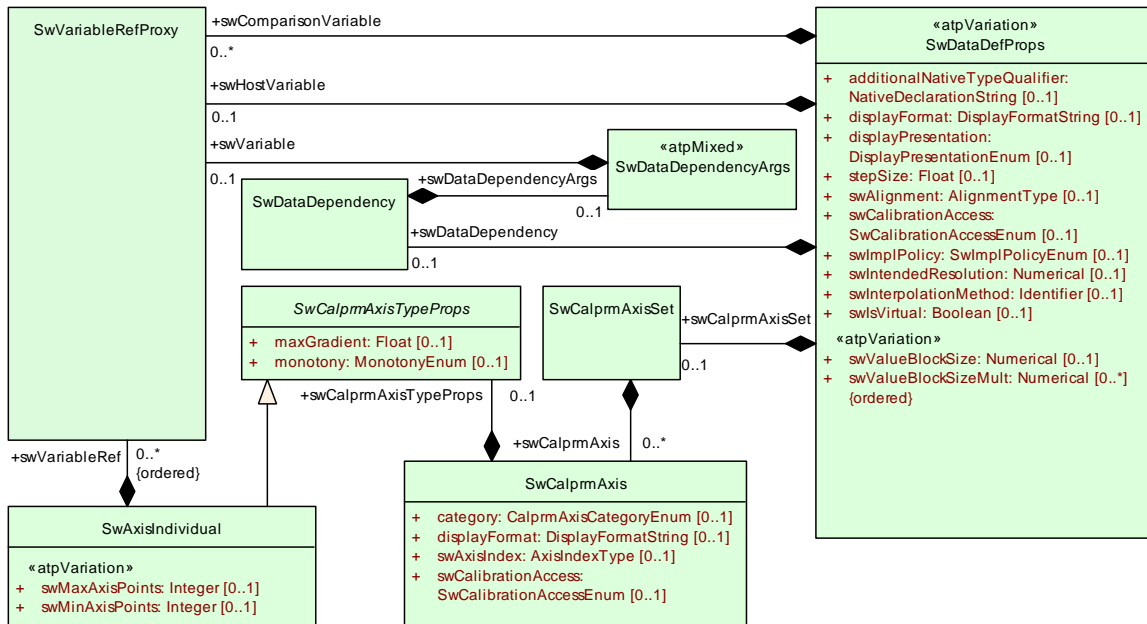 SwVariableRefProxy
+swComparisonVariable
0..*
+swHostVariable
0..1
+swVariable
0..1
«atpVariation»
SwDataDefProps
+ additionalNativeTypeQualifier:
NativeDeclarationString [0..1]
+ displayFormat: DisplayFormatString [0..1]
+ displayPresentation:
DisplayPresentationEnum [0..1]
+ stepSize: Float [0..1]
+ swAlignment: AlignmentType [0..1]
+ swCalibrationAccess:
SwCalibrationAccessEnum [0..1]
+ swImplPolicy: SwImplPolicyEnum [0..1]
+ swIntendedResolution: Numerical [0..1]
+ swInterpolationMethod: Identifier [0..1]
+ swIsVirtual: Boolean [0..1]
«atpVariation»
+ swValueBlockSize: Numerical [0..1]
+ swValueBlockSizeMult: Numerical [0..*]
{ordered}
«atpMixed»
SwDataDependencyArgs
+swDataDependencyArgs
0..1
SwDataDependency
+swDataDependency
0..1
SwCalprmAxisTypeProps
+ maxGradient: Float [0..1]
+ monotony: MonotonyEnum [0..1]
+swCalprmAxisTypeProps
0..1
SwCalprmAxisSet
+swCalprmAxisSet
0..1
+swCalprmAxis
0..*
+swVariableRef
0..*
{ordered}
SwAxisIndividual
«atpVariation»
+ swMaxAxisPoints: Integer [0..1]
+ swMinAxisPoints: Integer [0..1]
SwCalprmAxis
+ category: CalprmAxisCategoryEnum [0..1]
+ displayFormat: DisplayFormatString [0..1]
+ swAxisIndex: AxisIndexType [0..1]
+ swCalibrationAccess:
SwCalibrationAccessEnum [0..1]